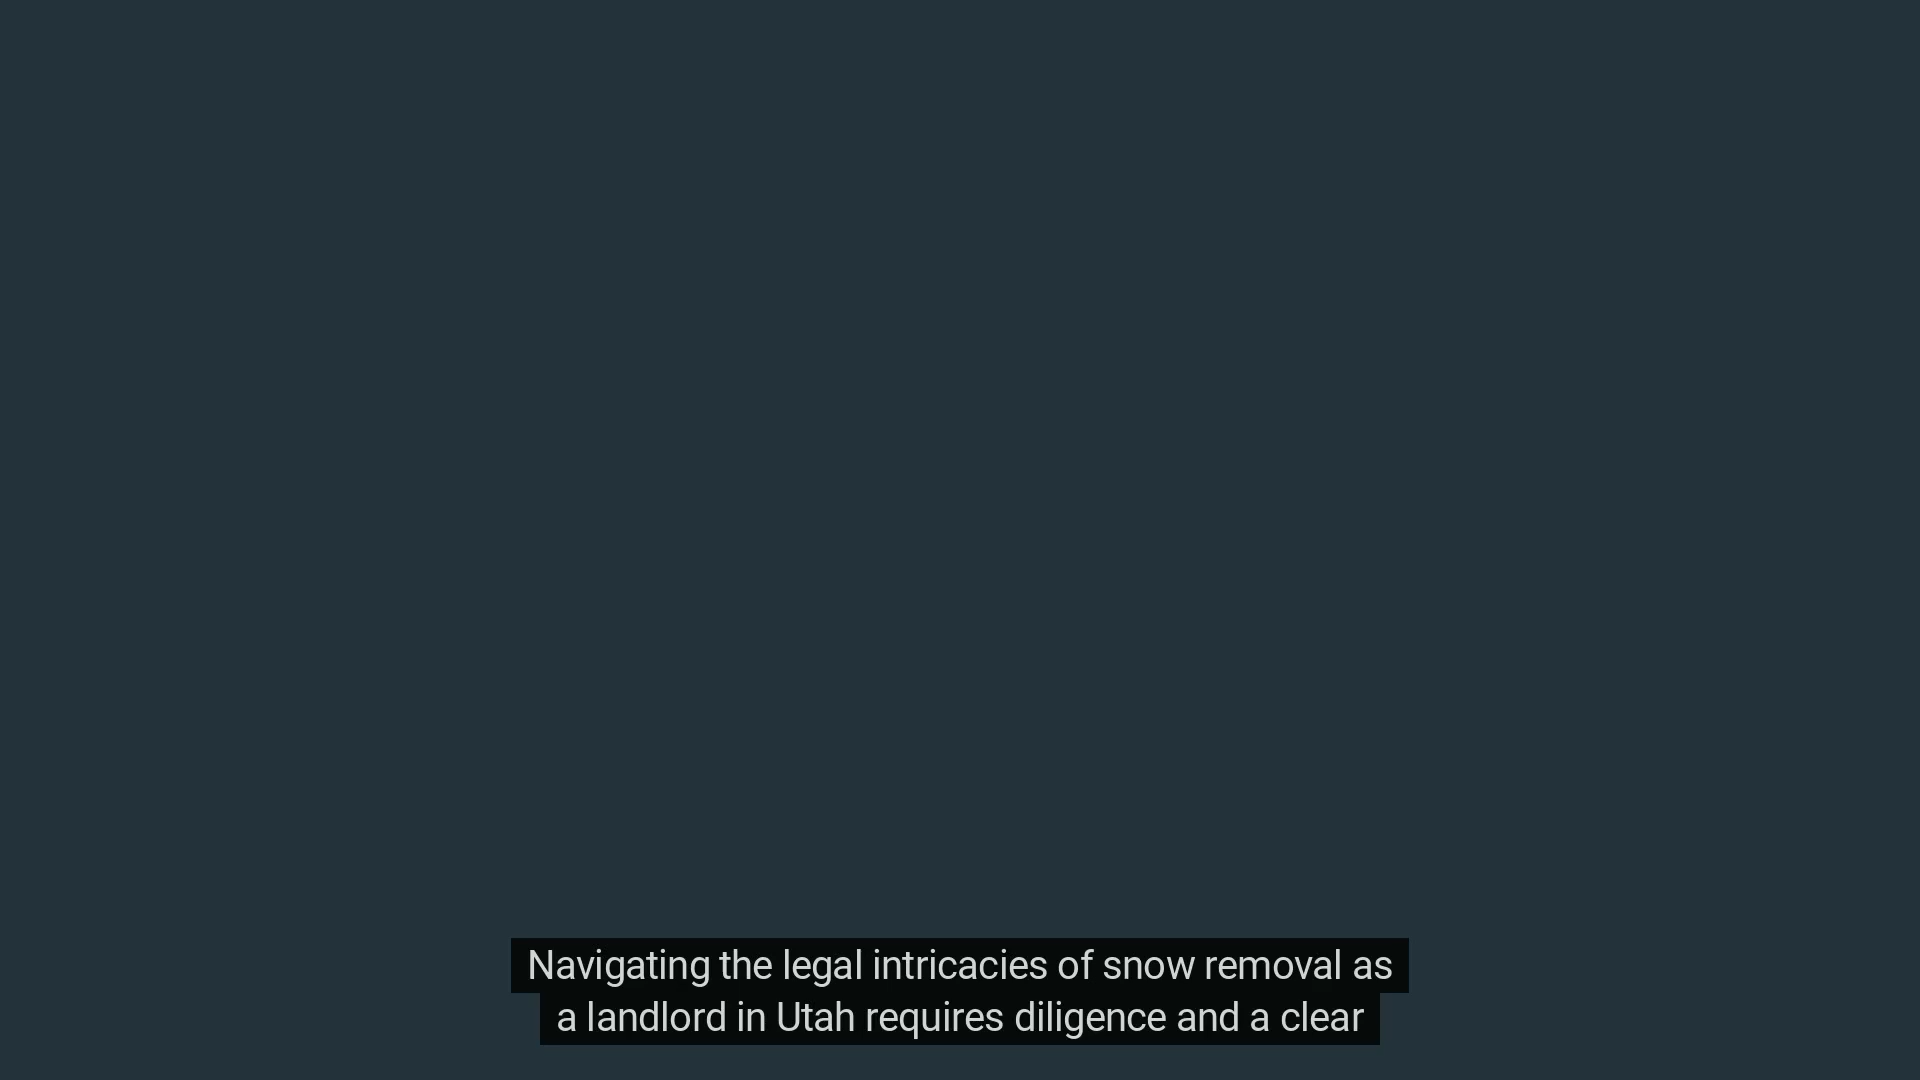 Navigating the legal intricacies of snow removal as
a landlord in Utah requires diligence and a clear